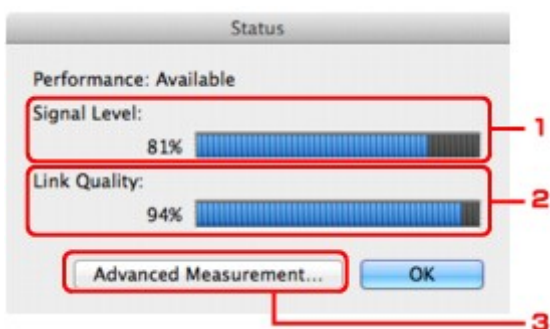 Status
Performance: Available
Signal Level:
81%
1
Link Quality:
94%
2
Advanced Measurement...
OK
3